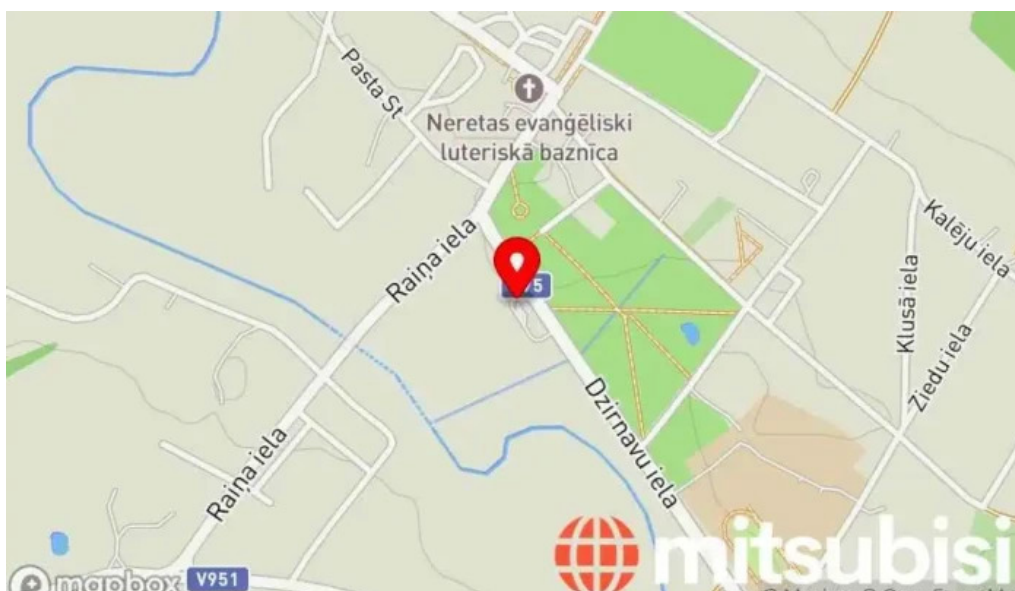 Pasta St
Neretas evaņģēliski
luteriskā baznīca
Raiņa iela
Kalēju iela
Klusā iela
Ziedu iela
Dzirnavu iela
Raiņa iela
mitsubisi
mapbox
V951